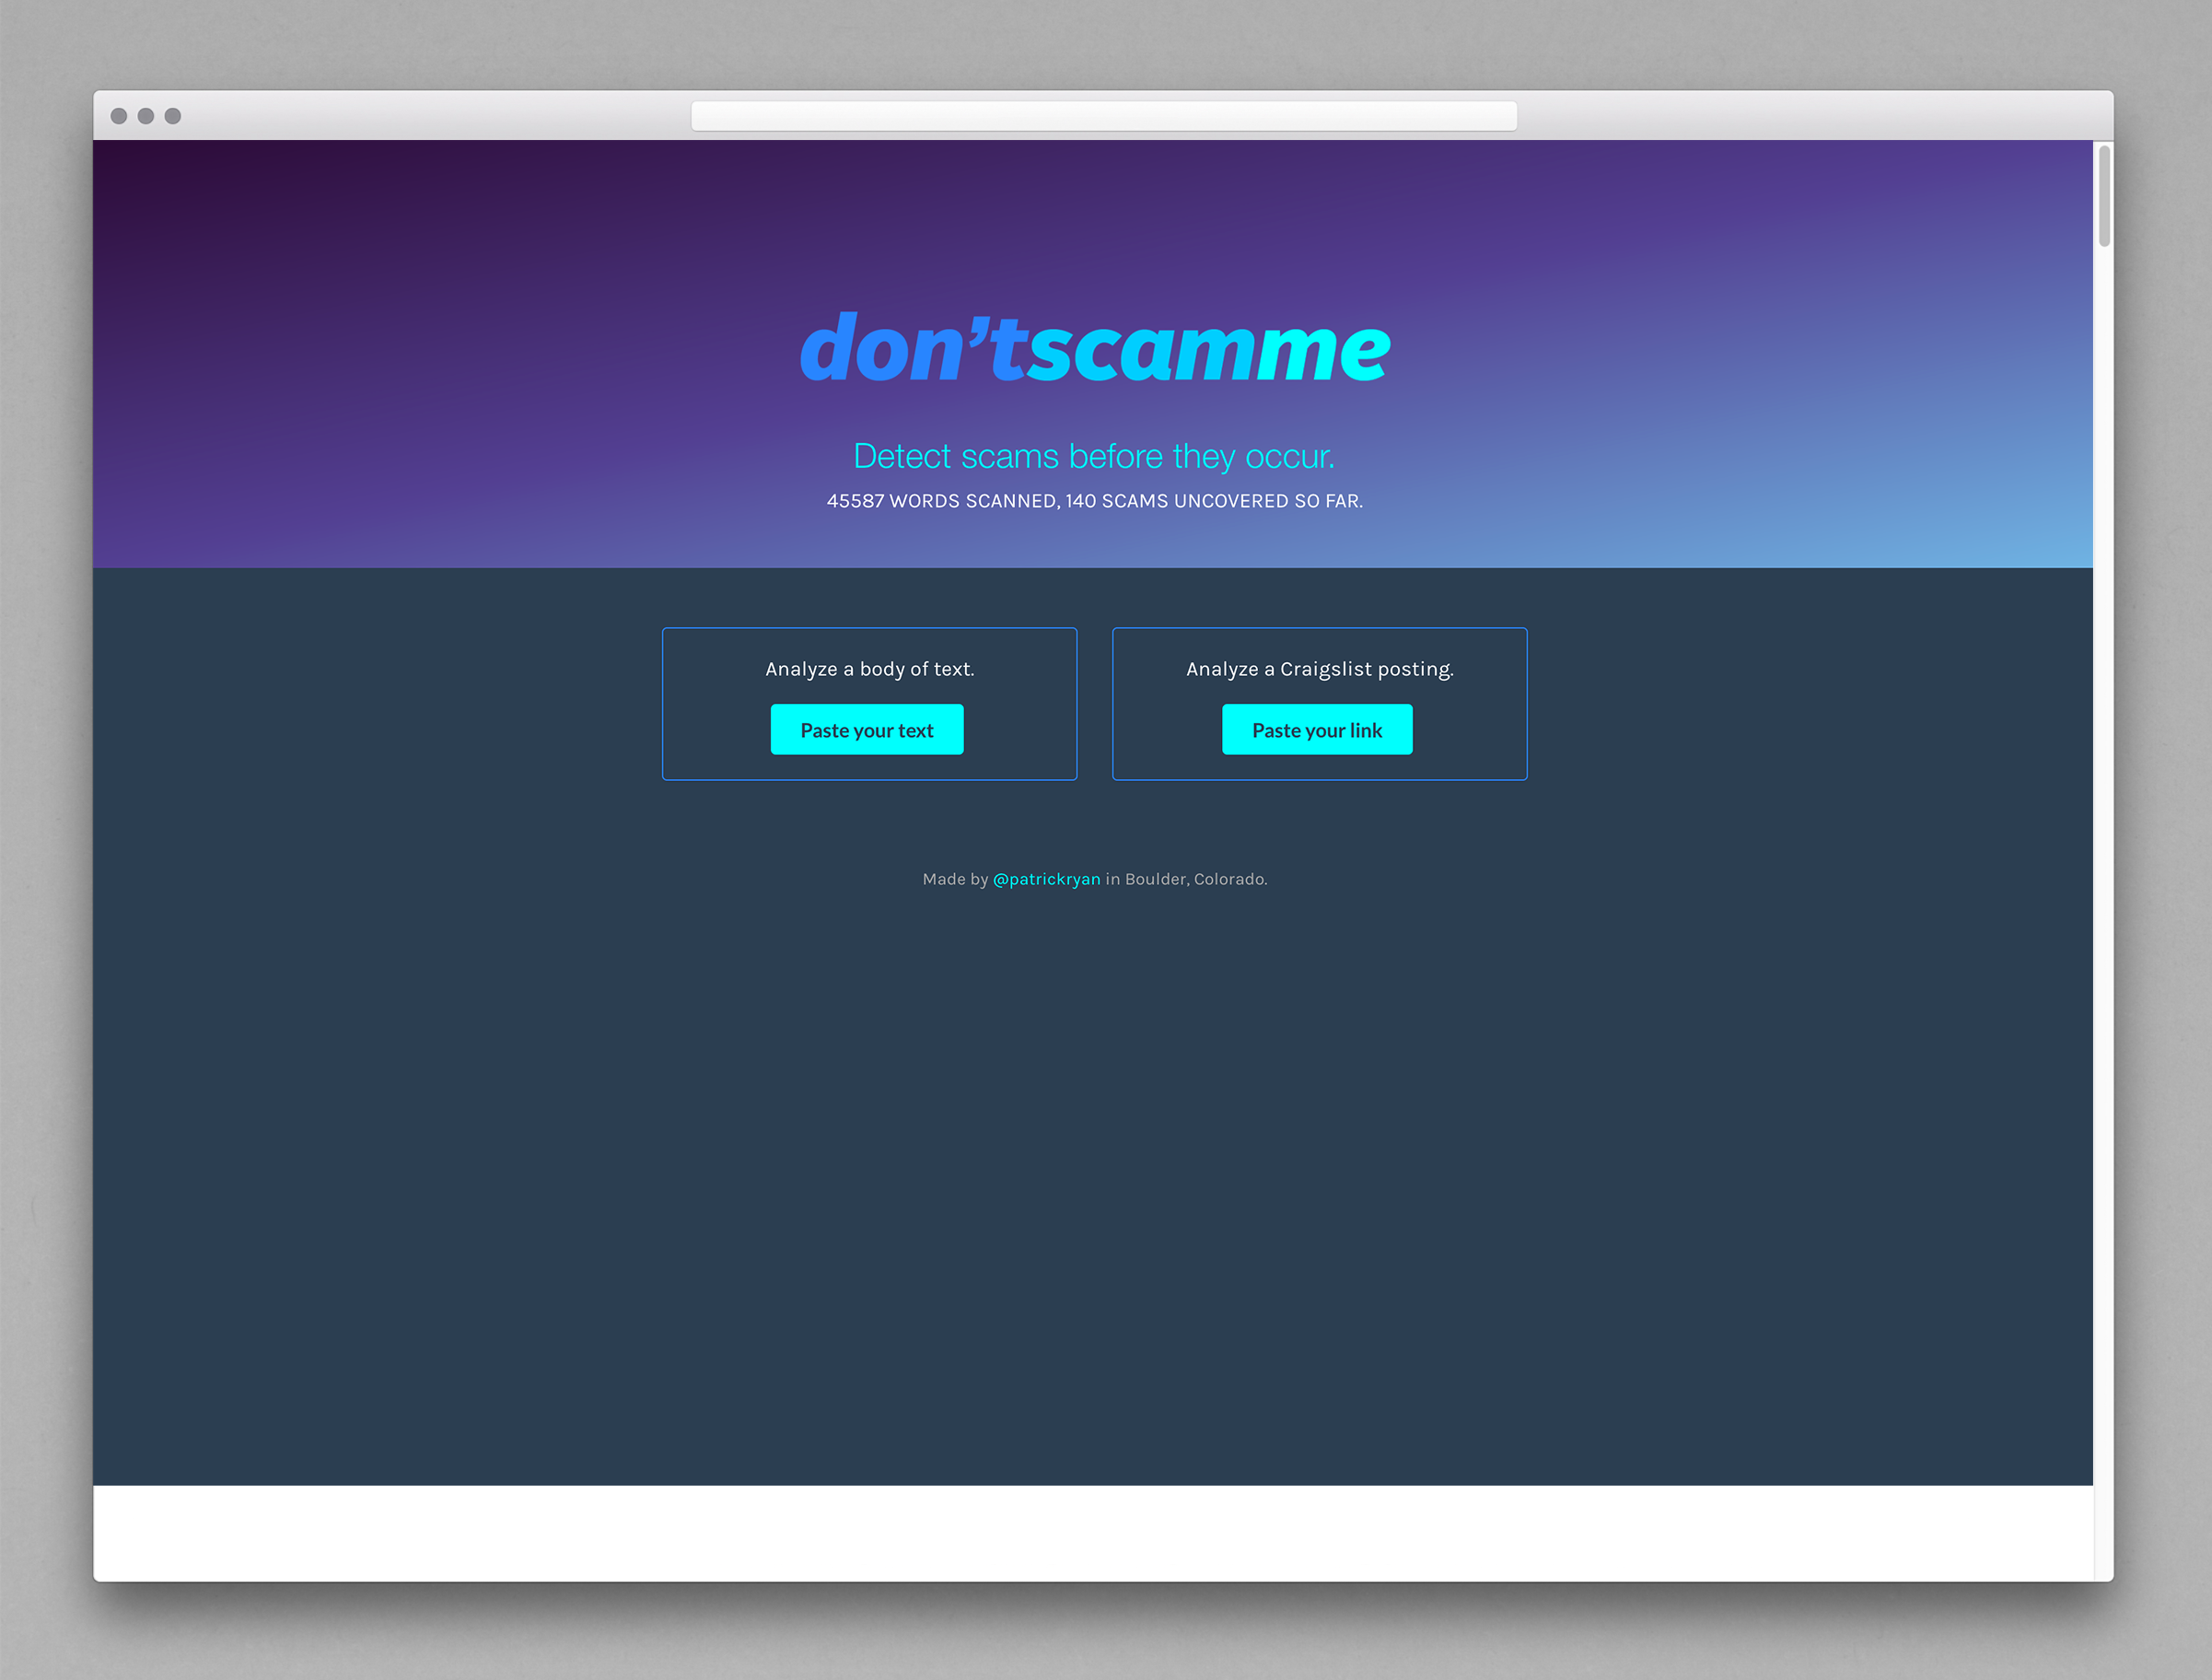 don’tscamme
Detect scams before they occur.
45587 WORDS SCANNED, 140 SCAMS UNCOVERED SO FAR.
Analyze a body of text.
Paste your text
Analyze a Craigslist posting.
Paste your link
Made by @patrickryan in Boulder, Colorado.